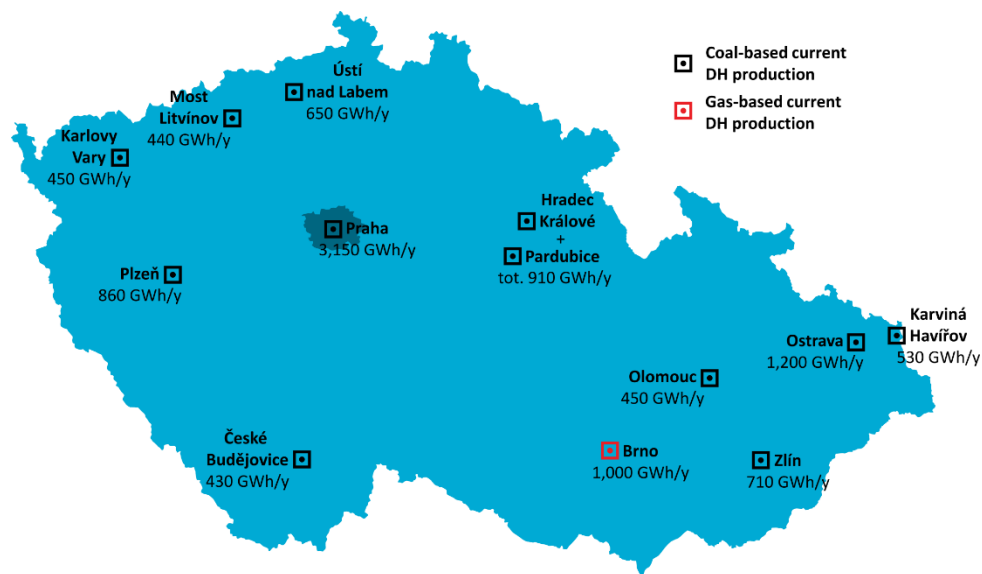 Coal-based current
DH production
Gas-based current
DH production
Ústí
nad Labem
650 GWh/y
Most
Litvínov
440 GWh/y
Karlovy
Vary
450 GWh/y
Hradec
Králové
+
Pardubice
tot. 910 GWh/y
Praha
3,150 GWh/y
Plzeň
860 GWh/y
Karviná
Havířov
530 GWh/y
Ostrava
1,200 GWh/y
Olomouc
450 GWh/y
České
Budějovice
430 GWh/y
Brno
1,000 GWh/y
Zlín
710 GWh/y